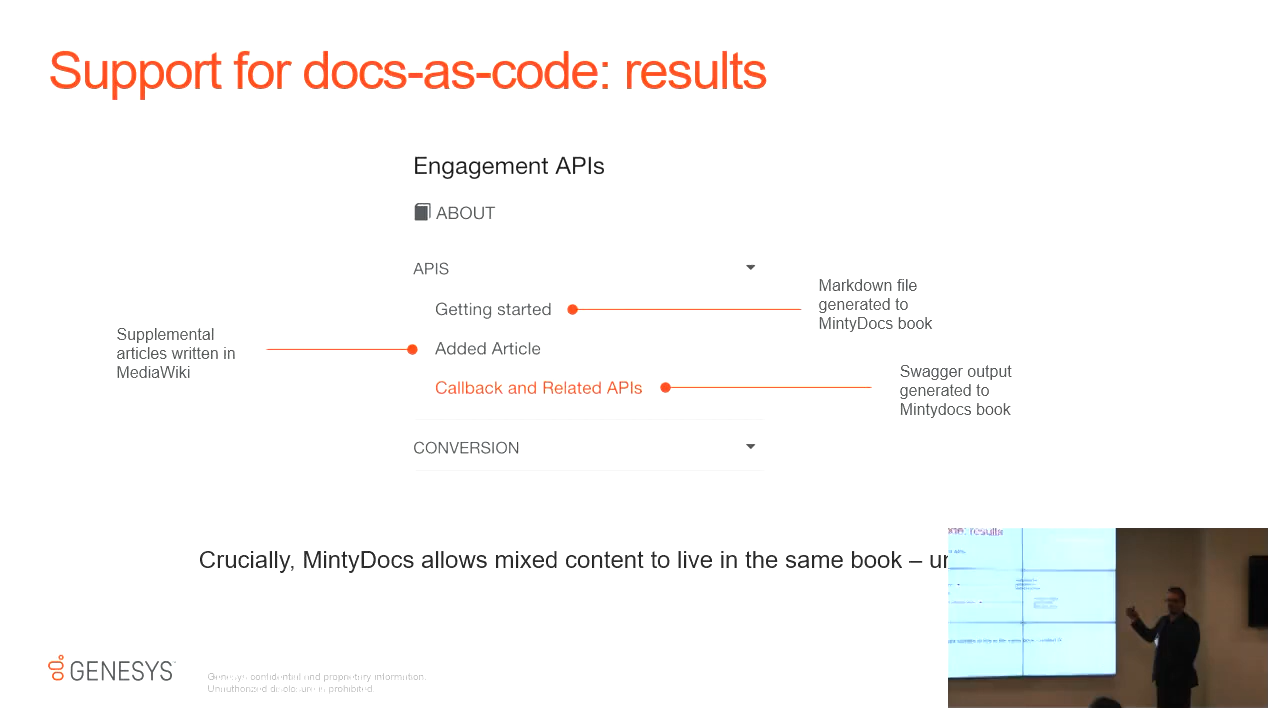 Support for docs-as-code: results
Engagement APIs
ABOUT
APIS
Getting started
Added Article
Callback and Related APIs
CONVERSION
Supplemental
articles written in
MediaWiki
Markdown file
generated to
MintyDocs book
Swagger output
generated to
Mintydocs book
Crucially, MintyDocs allows mixed content to live in the same book –
GENESYS
Genesys confidential and proprietary information.
Unauthorized disclosure is prohibited.
results